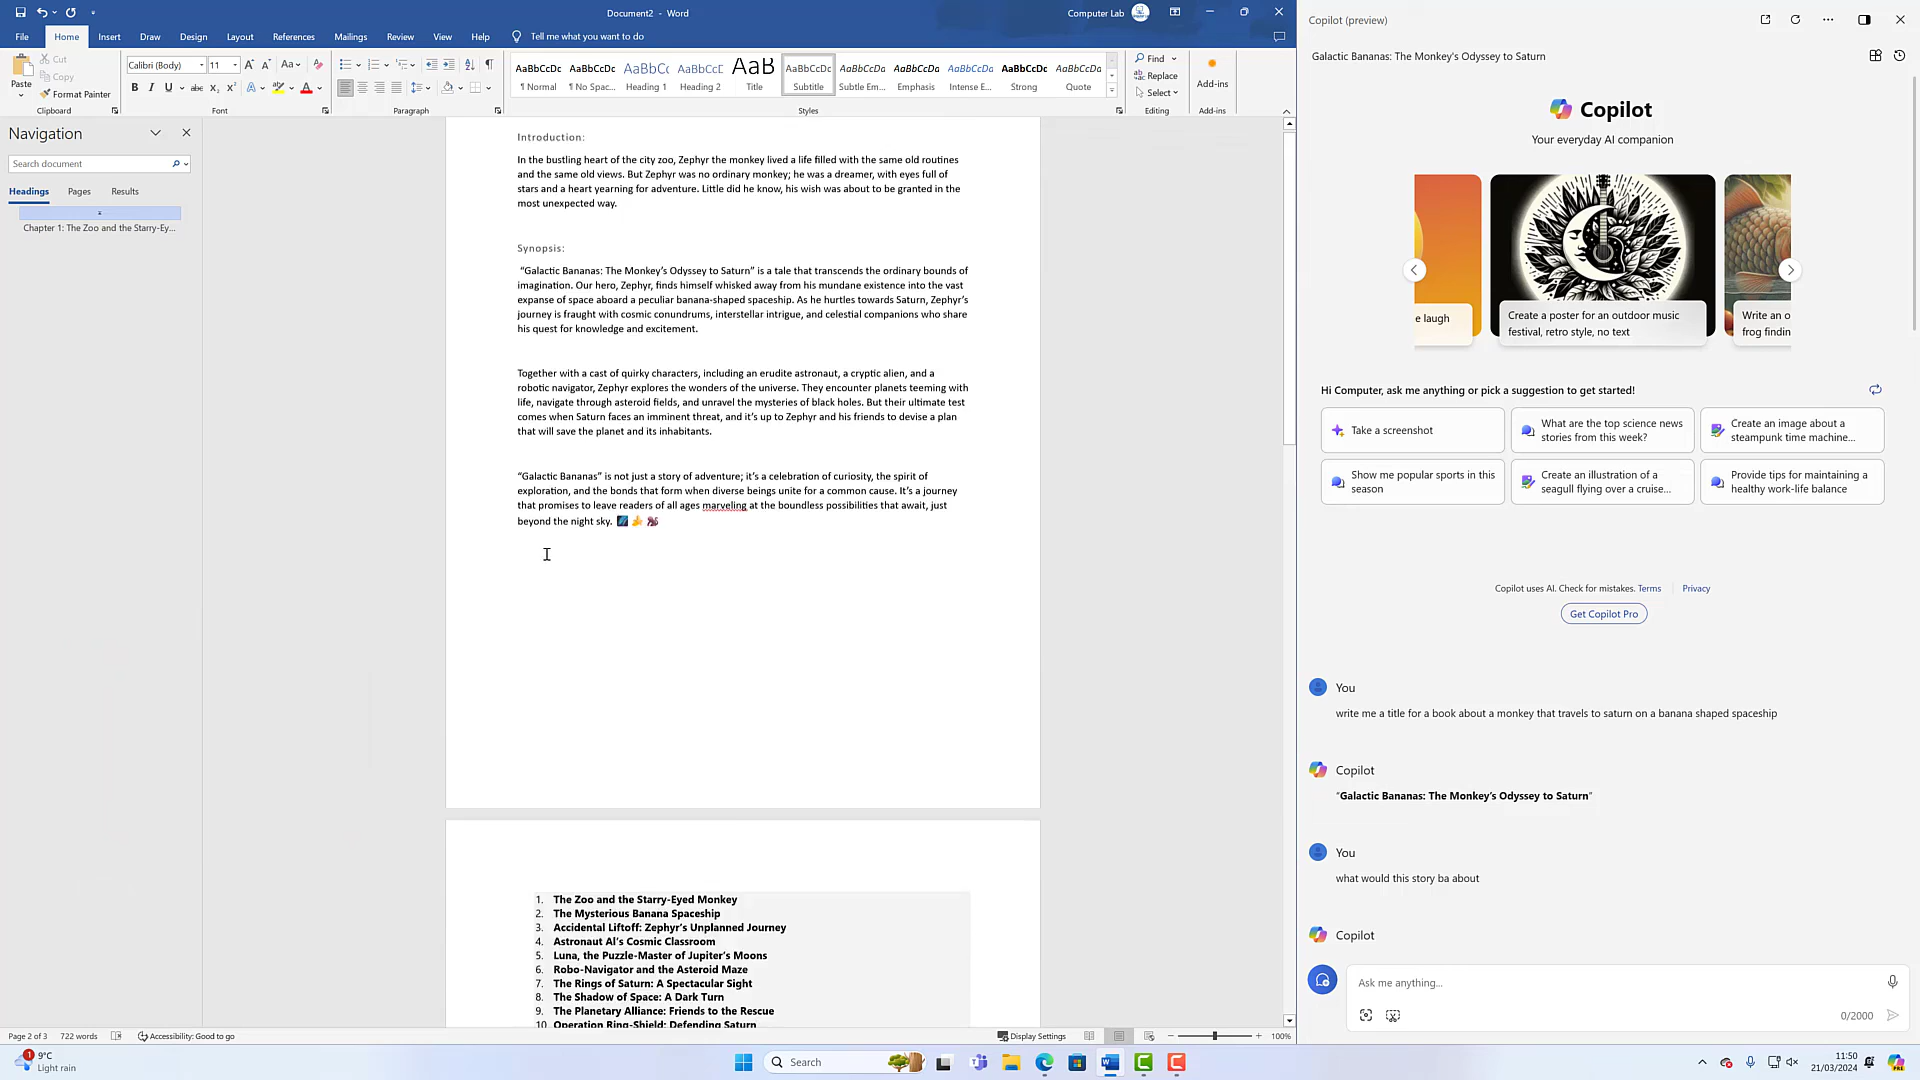 Document2 - Word
Computer Lab
File Home Insert Draw Design Layout References Mailings Review View Help Tell me what you want to do
Paste
Cut
Copy
Format Painter
Clipboard
Calibri (Body) 11
Font
Paragraph
AaBbCcDc ¶ Normal
AaBbCcDc ¶ No Spac...
AaBbCc Heading 1
AaBbCcE Heading 2
AaB Title
AaBbCcDc Subtitle
AaBbCcDa Subtle Em...
AaBbCcDa Emphasis
AaBbCcDa Intense E...
AaBbCcDc Strong
AaBbCcDa Quote
Styles
Find
Replace
Select
Editing
Add-ins
Add-ins
Navigation
Search document
Headings Pages Results
Chapter 1: The Zoo and the Starry-Ey...
Introduction:
In the bustling heart of the city zoo, Zephyr the monkey lived a life filled with the same old routines
and the same old views. But Zephyr was no ordinary monkey; he was a dreamer, with eyes full of
stars and a heart yearning for adventure. Little did he know, his wish was about to be granted in the
most unexpected way.
Synopsis:
“Galactic Bananas: The Monkey’s Odyssey to Saturn” is a tale that transcends the ordinary bounds of
imagination. Our hero, Zephyr, finds himself whisked away from his mundane existence into the vast
expanse of space aboard a peculiar banana-shaped spaceship. As he hurtles towards Saturn, Zephyr’s
journey is fraught with cosmic conundrums, interstellar intrigue, and celestial companions who share
his quest for knowledge and excitement.
Together with a cast of quirky characters, including an erudite astronaut, a cryptic alien, and a
robotic navigator, Zephyr explores the wonders of the universe. They encounter planets teeming with
life, navigate through asteroid fields, and unravel the mysteries of black holes. But their ultimate test
comes when Saturn faces an imminent threat, and it’s up to Zephyr and his friends to devise a plan
that will save the planet and its inhabitants.
“Galactic Bananas” is not just a story of adventure; it’s a celebration of curiosity, the spirit of
exploration, and the bonds that form when diverse beings unite for a common cause. It’s a journey
that promises to leave readers of all ages marveling at the boundless possibilities that await, just
beyond the night sky.
1. The Zoo and the Starry-Eyed Monkey
2. The Mysterious Banana Spaceship
3. Accidental Liftoff: Zephyr’s Unplanned Journey
4. Astronaut Al’s Cosmic Classroom
5. Luna, the Puzzle-Master of Jupiter’s Moons
6. Robo-Navigator and the Asteroid Maze
7. The Rings of Saturn: A Spectacular Sight
8. The Shadow of Space: A Dark Turn
9. The Planetary Alliance: Friends to the Rescue
10. Operation Ring-Shield: Defending Saturn
Page 2 of 3 722 words Accessibility: Good to go Display Settings 100%
Copilot (preview)
Galactic Bananas: The Monkey's Odyssey to Saturn
Copilot
Your everyday AI companion
e laugh
Create a poster for an outdoor music
festival, retro style, no text
Write an o
frog findin
Hi Computer, ask me anything or pick a suggestion to get started!
Take a screenshot
What are the top science news
stories from this week?
Create an image about a
steampunk time machine...
Show me popular sports in this
season
Create an illustration of a
seagull flying over a cruise...
Provide tips for maintaining a
healthy work-life balance
Copilot uses AI. Check for mistakes. Terms Privacy
Get Copilot Pro
You
write me a title for a book about a monkey that travels to saturn on a banana shaped spaceship
Copilot
“Galactic Bananas: The Monkey’s Odyssey to Saturn”
You
what would this story ba about
Copilot
Ask me anything...
0/2000
1 9°C
Light rain
Search
11:50
21/03/2024